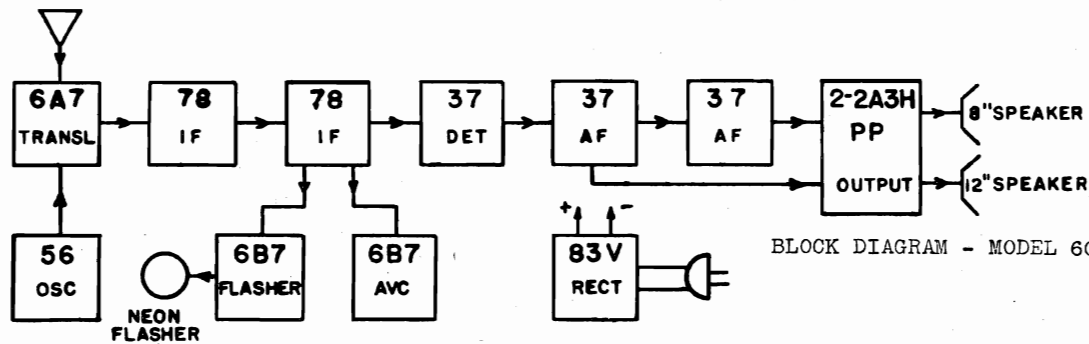 6A7
TRANSL
78
IF
78
IF
37
DET
37
AF
37
AF
2-2A3H
PP
OUTPUT
8" SPEAKER
12" SPEAKER
56
OSC
NEON
FLASHER
6B7
FLASHER
6B7
AVC
+ -
83V
RECT
BLOCK DIAGRAM - MODEL 60